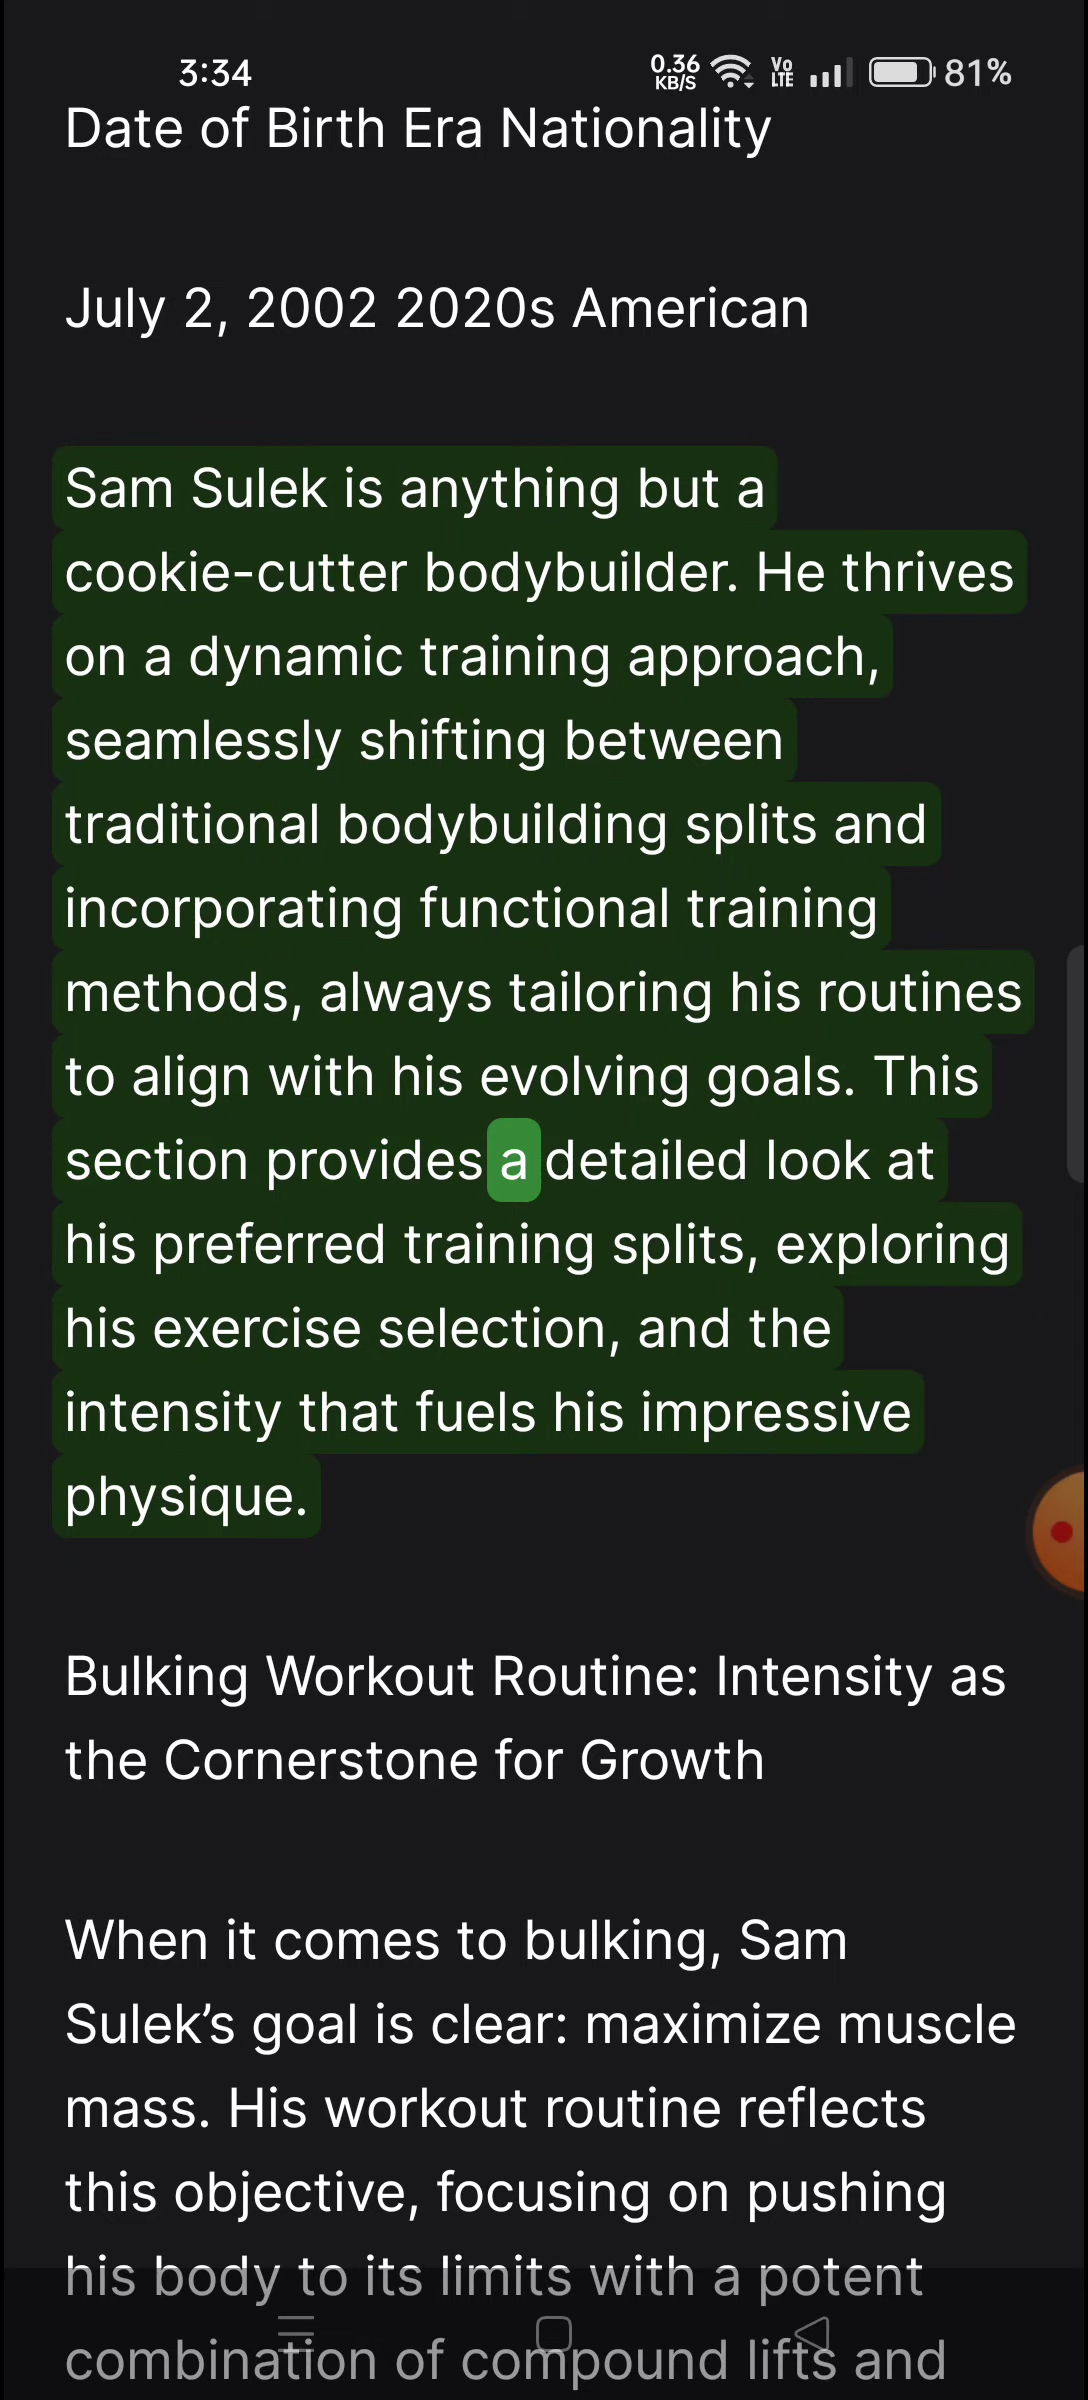 3:34 0.36 KB/S Vo LTE 81%
Date of Birth Era Nationality
July 2, 2002 2020s American
Sam Sulek is anything but a
cookie-cutter bodybuilder. He thrives
on a dynamic training approach,
seamlessly shifting between
traditional bodybuilding splits and
incorporating functional training
methods, always tailoring his routines
to align with his evolving goals. This
section provides a detailed look at
his preferred training splits, exploring
his exercise selection, and the
intensity that fuels his impressive
physique.
Bulking Workout Routine: Intensity as
the Cornerstone for Growth
When it comes to bulking, Sam
Sulek’s goal is clear: maximize muscle
mass. His workout routine reflects
this objective, focusing on pushing
his body to its limits with a potent
combination of compound lifts and